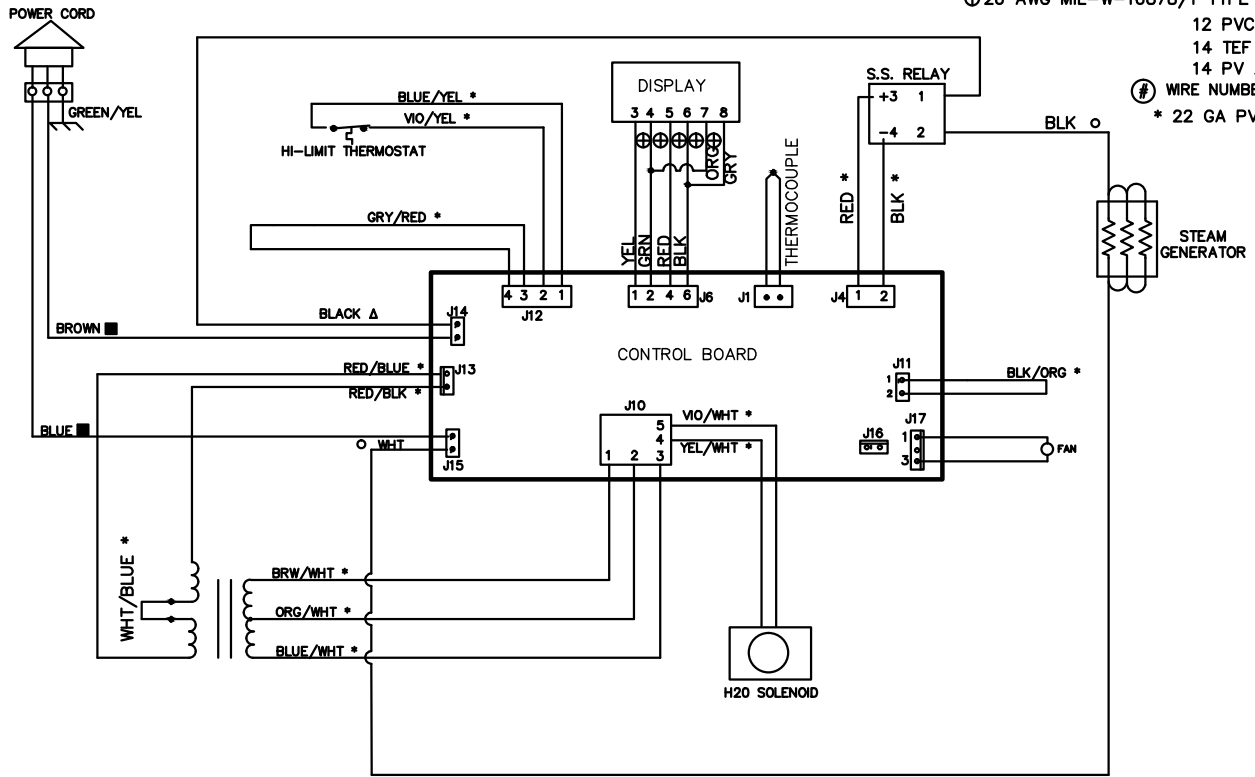 POWER CORD
GREEN/YEL
BLUE/YEL *
VIO/YEL *
HI-LIMIT THERMOSTAT
GRY/RED *
DISPLAY
3 4 5 6 7 8
ORG
GRY
YEL
GRN
RED
BLK
THERMOCOUPLE
S.S. RELAY
+3 1
-4 2
RED *
BLK *
BLK
12 PVC
14 TEF
14 PV
# WIRE NUMBE
* 22 GA PV
STEAM
GENERATOR
4 3 2 1
J12
1 2 4 6
J6
J1
J4
1 2
BLACK Δ
J14
BROWN ■
RED/BLUE *
J13
RED/BLK *
CONTROL BOARD
J11
1
2
BLK/ORG *
BLUE ■
WHT
J15
J10
5
4
1 2 3
VIO/WHT *
YEL/WHT *
J16
J17
1
3
FAN
WHT/BLUE *
BRW/WHT *
ORG/WHT *
BLUE/WHT *
H20 SOLENOID